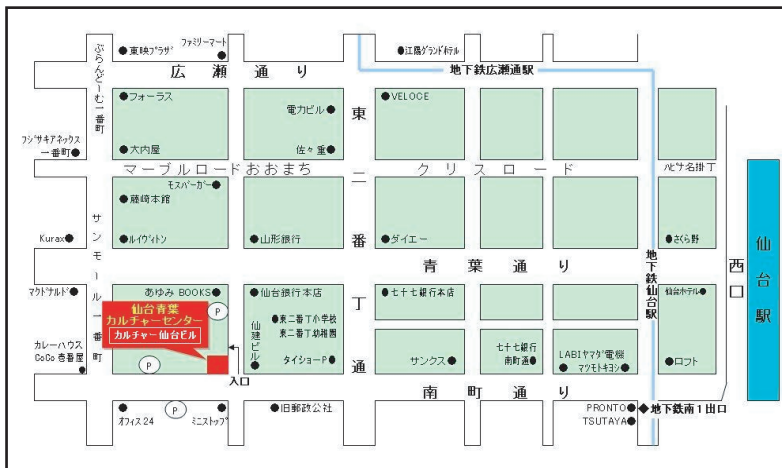 ファミリーマート
東映プラザ
江陽グランドホテル
広瀬通り
地下鉄広瀬通駅
ぶらんどーむ一番町
フォーラス
電力ビル
VELOCE
東二番丁通
大内屋
佐々重
フジサキアネックス
一番町
マーブルロードおおまち
クリスロード
ハピナ名掛丁
モスバーガー
藤崎本館
サンモール一番町
Kurax
ルイヴィトン
山形銀行
ダイエー
さくら野
仙台駅
西口
青葉通り
地下鉄仙台駅
マクドナルド
あゆみ BOOKS
仙台銀行本店
七十七銀行本店
仙台ホテル
P
仙台青葉
カルチャーセンター
カルチャー仙台ビル
仙建ビル
東二番丁小学校
東二番丁幼稚園
カレーハウス
CoCo壱番屋
P
タイショーP
サンクス
七十七銀行
南町通
LABIヤマダ電機
マツモトキヨシ
ロフト
入口
南町通り
オフィス24
P
ミニストップ
旧郵政公社
PRONTO
地下鉄南1出口
TSUTAYA